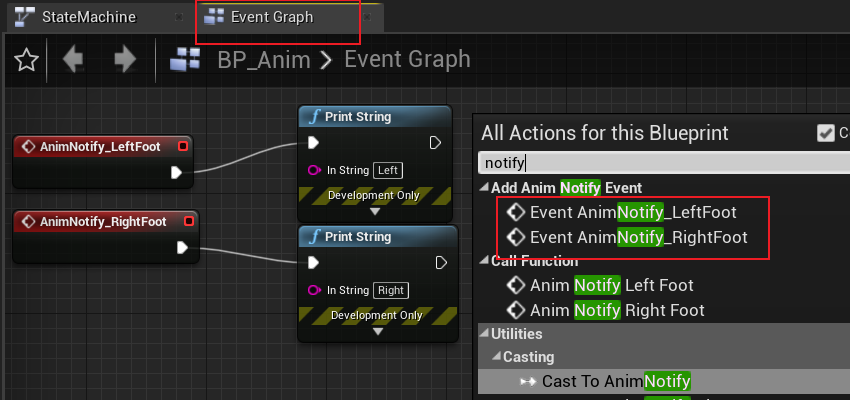 StateMachine
Event Graph
BP_Anim > Event Graph
AnimNotify_LeftFoot
Print String
In String Left
Development Only
AnimNotify_RightFoot
Print String
In String Right
Development Only
All Actions for this Blueprint
C
notify
Add Anim Notify Event
Event AnimNotify_LeftFoot
Event AnimNotify_RightFoot
Call Function
Anim Notify Left Foot
Anim Notify Right Foot
Utilities
Casting
Cast To AnimNotify